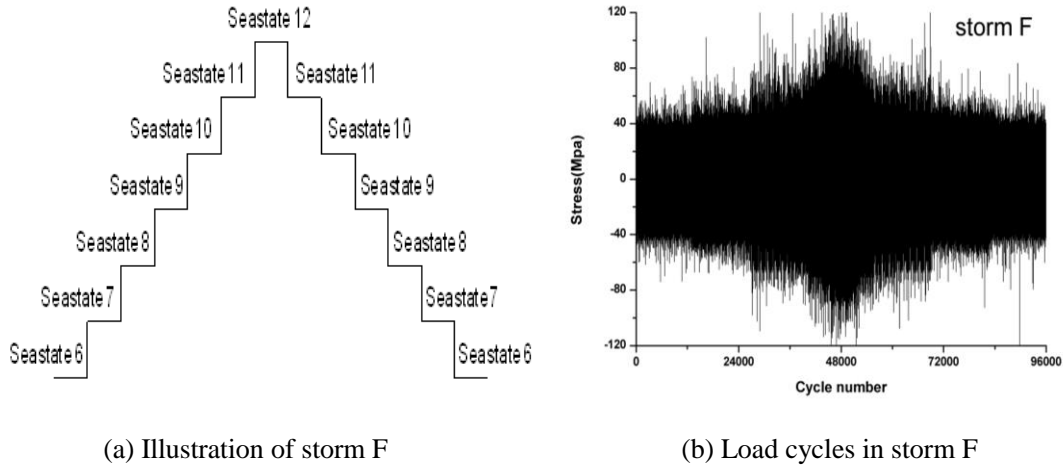 Seastate 12
Seastate 11
Seastate 11
Seastate 10
Seastate 10
Seastate 9
Seastate 9
Seastate 8
Seastate 8
Seastate 7
Seastate 7
Seastate 6
Seastate 6
(a) Illustration of storm F
storm F
Stress(Mpa)
120
80
40
0
-40
-80
-120
0 24000 48000 72000 96000
Cycle number
(b) Load cycles in storm F